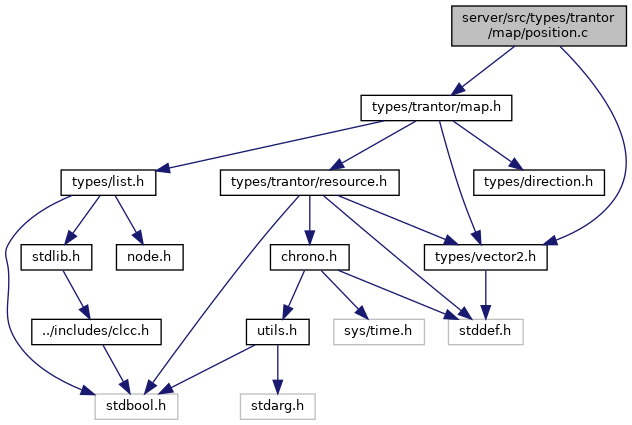 server/src/types/trantor
/map/position.c
types/trantor/map.h
types/list.h
types/trantor/resource.h
types/direction.h
stdlib.h
node.h
chrono.h
types/vector2.h
../includes/clcc.h
utils.h
sys/time.h
stddef.h
stdbool.h
stdarg.h